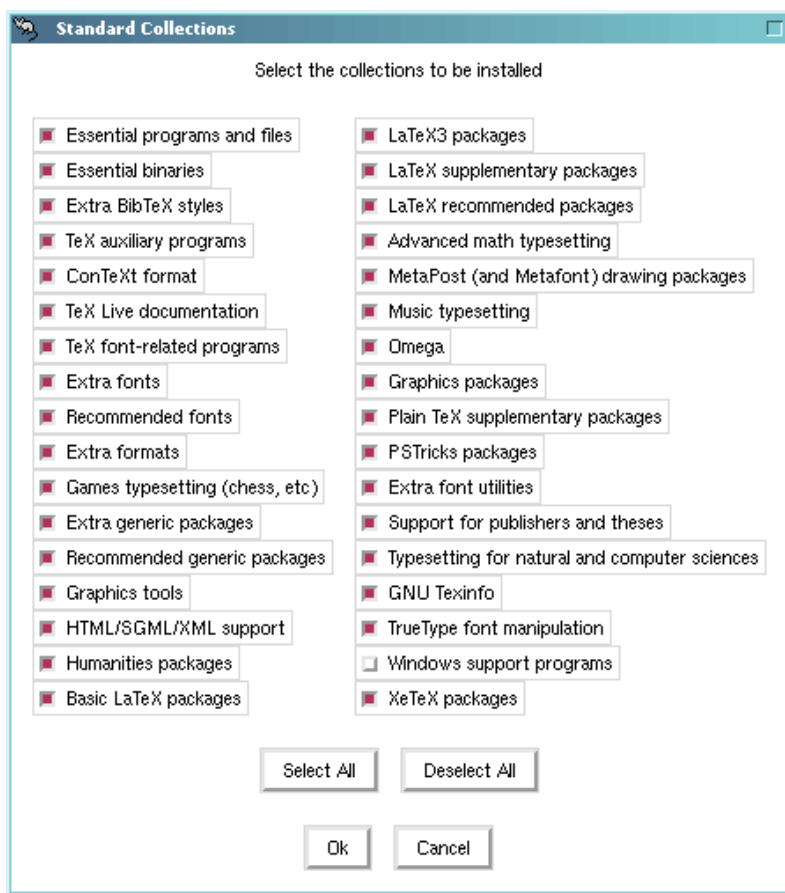 Standard Collections
Select the collections to be installed
Essential programs and files
Essential binaries
Extra BibTeX styles
TeX auxiliary programs
ConTeXt format
TeX Live documentation
TeX font-related programs
Extra fonts
Recommended fonts
Extra formats
Games typesetting (chess, etc)
Extra generic packages
Recommended generic packages
Graphics tools
HTML/SGML/XML support
Humanities packages
Basic LaTeX packages
LaTeX3 packages
LaTeX supplementary packages
LaTeX recommended packages
Advanced math typesetting
MetaPost (and Metafont) drawing packages
Music typesetting
Omega
Graphics packages
Plain TeX supplementary packages
PSTricks packages
Extra font utilities
Support for publishers and theses
Typesetting for natural and computer sciences
GNU Texinfo
TrueType font manipulation
Windows support programs
XeTeX packages
Select All
Deselect All
Ok
Cancel